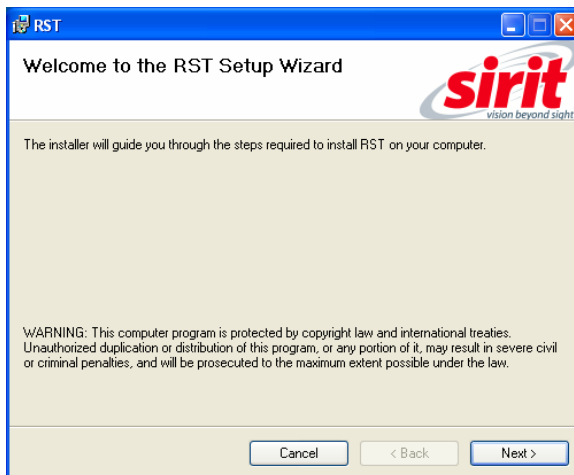 RST
Welcome to the RST Setup Wizard
sirit
vision beyond sight
The installer will guide you through the steps required to install RST on your computer.
WARNING: This computer program is protected by copyright law and international treaties.
Unauthorized duplication or distribution of this program, or any portion of it, may result in severe civil
or criminal penalties, and will be prosecuted to the maximum extent possible under the law.
Cancel
< Back
Next >